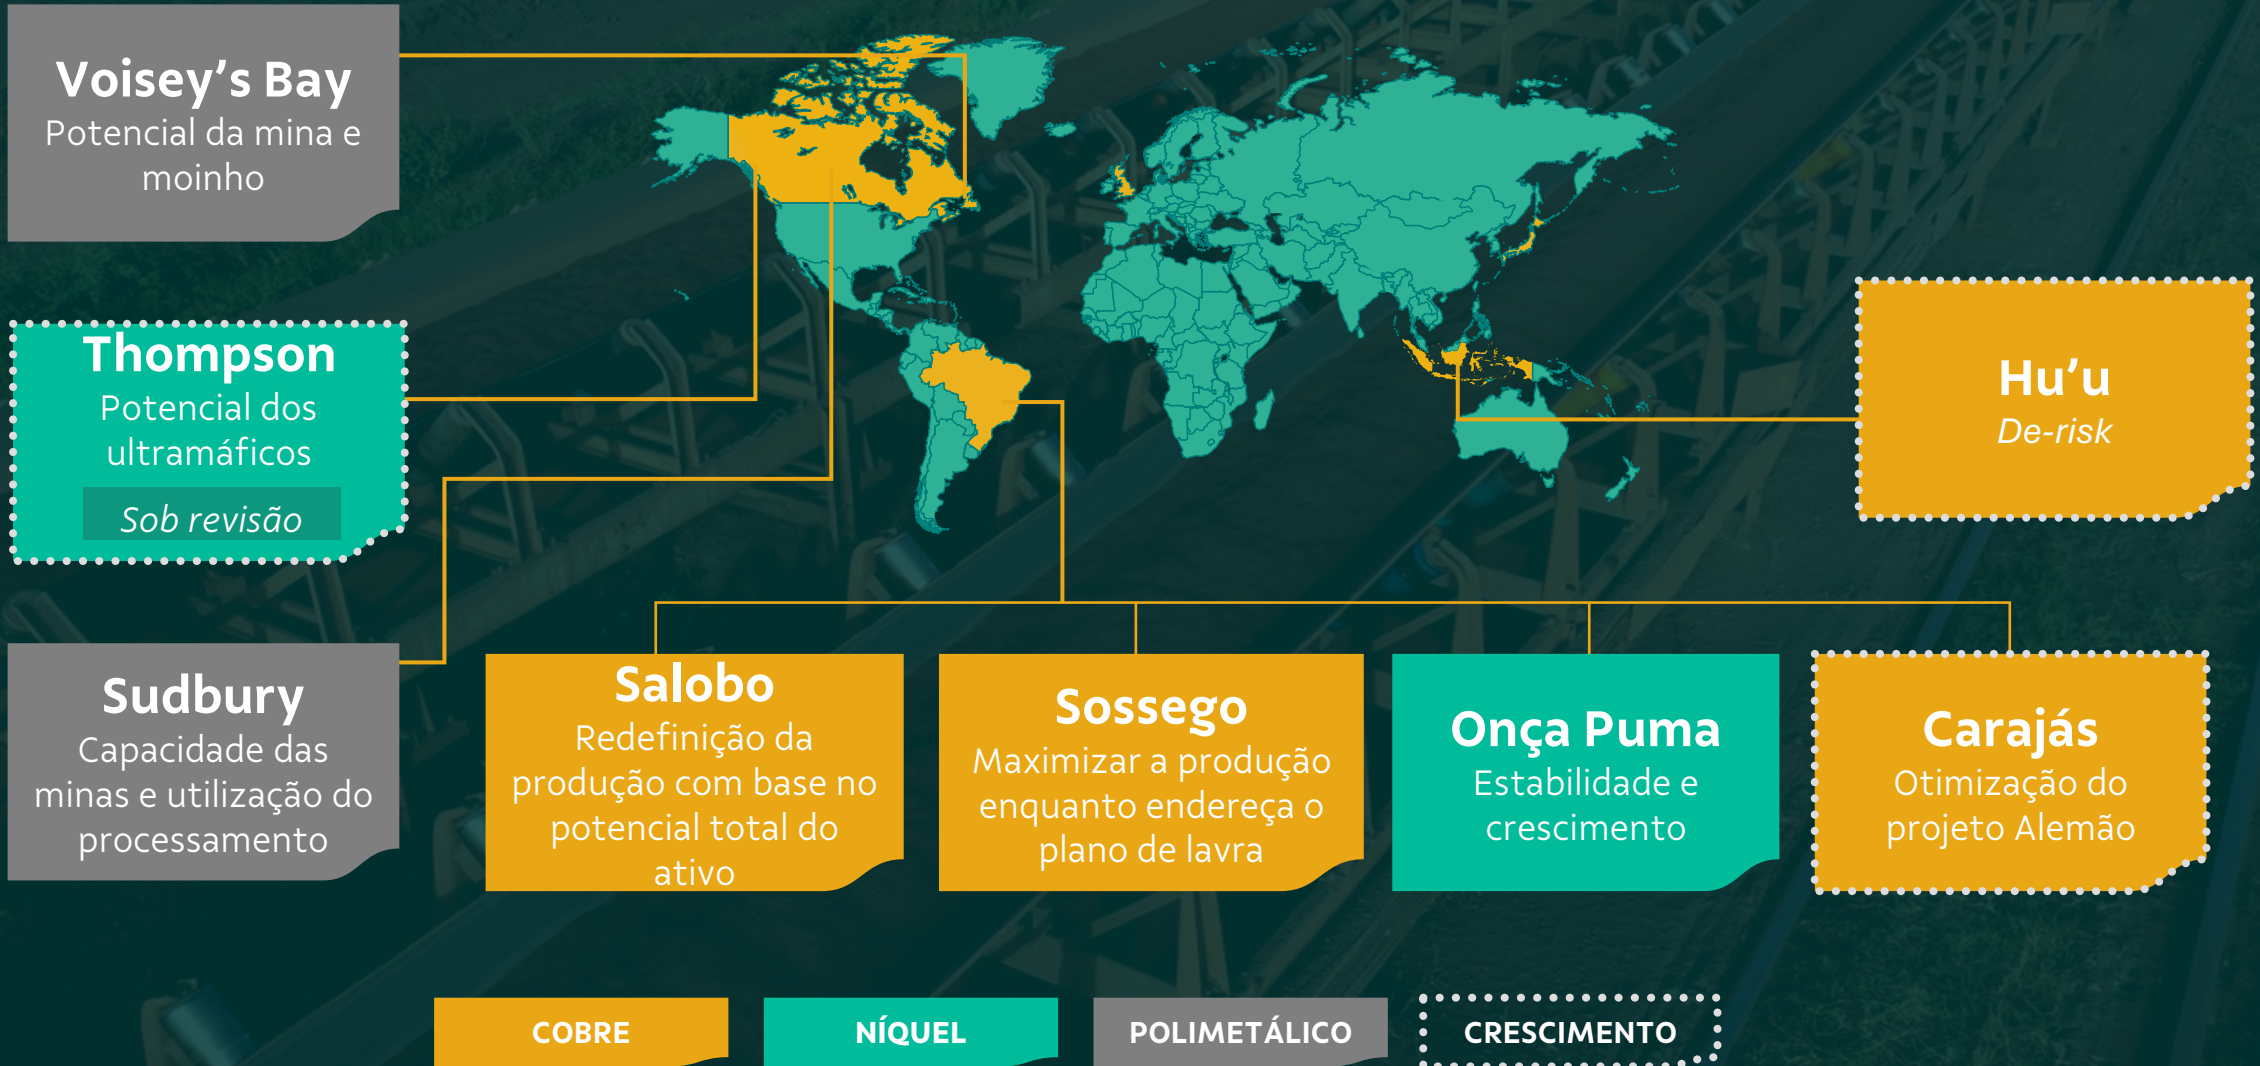 Voisey’s Bay
Potencial da mina e
moinho
Thompson
Potencial dos
ultramáficos
Sob revisão
Hu’u
De-risk
Sudbury
Capacidade das
minas e utilização do
processamento
Salobo
Redefinição da
produção com base no
potencial total do
ativo
Sossego
Maximizar a produção
enquanto endereça o
plano de lavra
Onça Puma
Estabilidade e
crescimento
Carajás
Otimização do
projeto Alemão
COBRE
NÍQUEL
POLIMETÁLICO
CRESCIMENTO